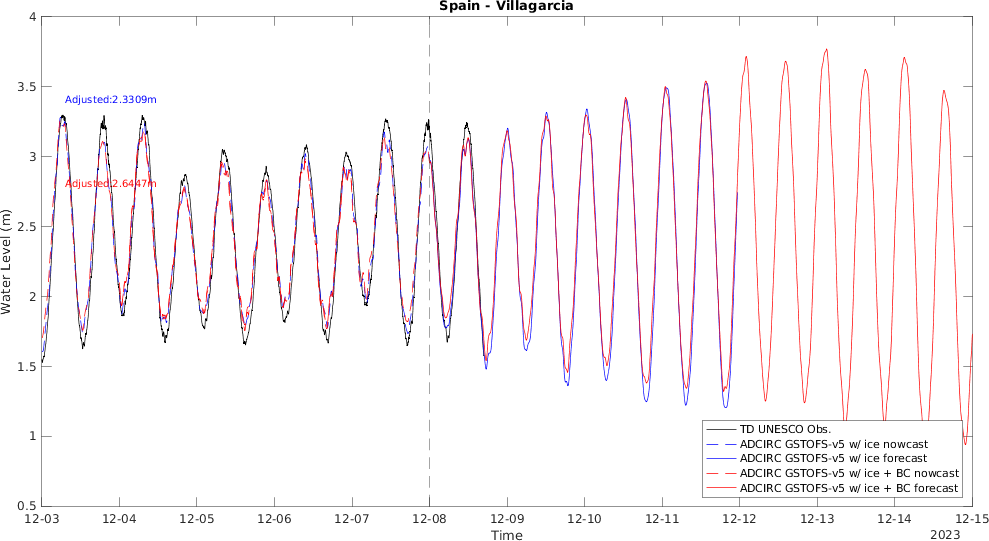 Spain - Villagarcia
4
3.5
3
2.5
2
1.5
1
0.5
Water Level (m)
Adjusted:2.3309m
Adjusted:2.6447m
TD UNESCO Obs.
ADCIRC GSTOFS-v5 w/ ice nowcast
ADCIRC GSTOFS-v5 w/ ice forecast
ADCIRC GSTOFS-v5 w/ ice + BC nowcast
ADCIRC GSTOFS-v5 w/ ice + BC forecast
12-03 12-04 12-05 12-06 12-07 12-08 12-09 12-10 12-11 12-12 12-13 12-14 12-15
Time
2023